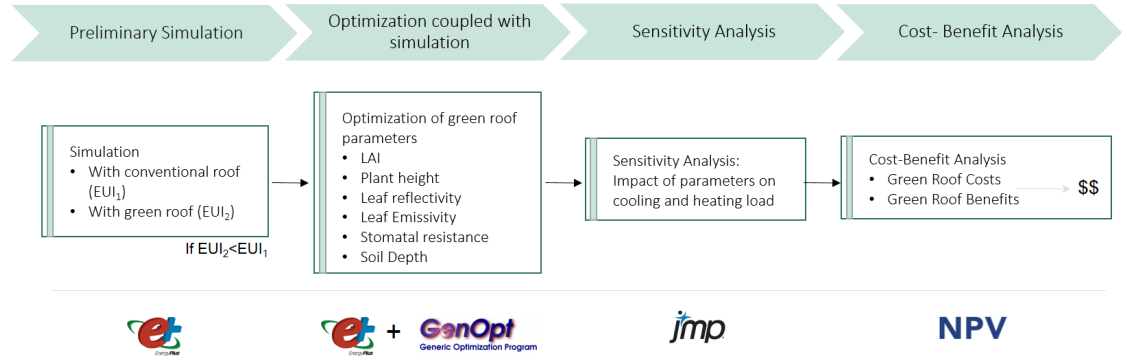 Preliminary Simulation
Optimization coupled with
simulation
Sensitivity Analysis
Cost- Benefit Analysis
Simulation
• With conventional roof
(EUI₁)
• With green roof (EUI₂)
If EUI₂<EUI₁
Optimization of green roof
parameters
• LAI
• Plant height
• Leaf reflectivity
• Leaf Emissivity
• Stomatal resistance
• Soil Depth
Sensitivity Analysis:
Impact of parameters on
cooling and heating load
Cost-Benefit Analysis
• Green Roof Costs
• Green Roof Benefits
$$
e+
EnergyPlus
e+
EnergyPlus
+
GenOpt
Generic Optimization Program
jmp
NPV